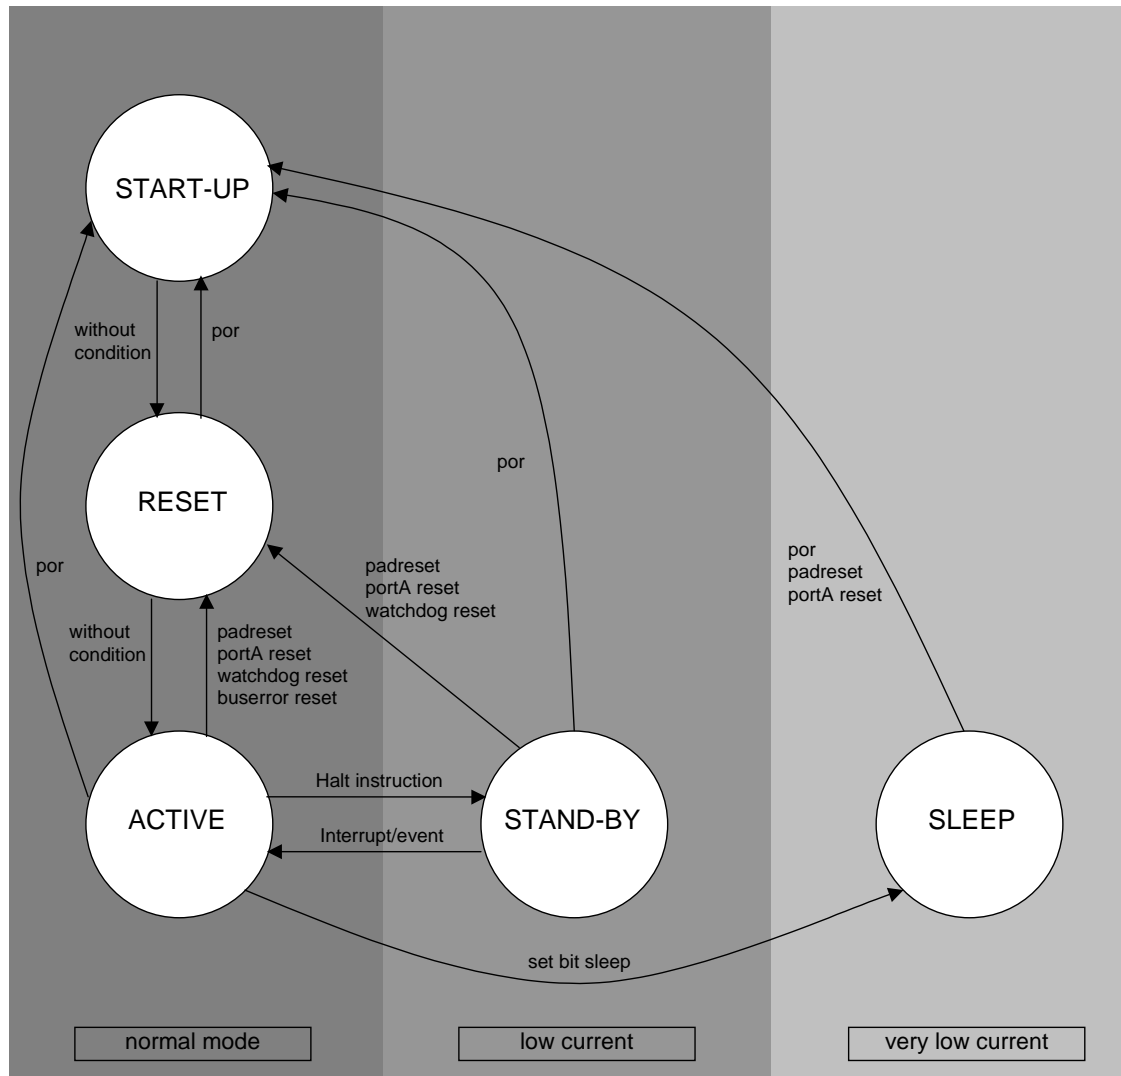 START-UP
without
condition
por
RESET
por
por
padreset
portA reset
watchdog reset
por
padreset
portA reset
without
condition
padreset
portA reset
watchdog reset
buserror reset
ACTIVE
Halt instruction
Interrupt/event
STAND-BY
SLEEP
set bit sleep
normal mode
low current
very low current